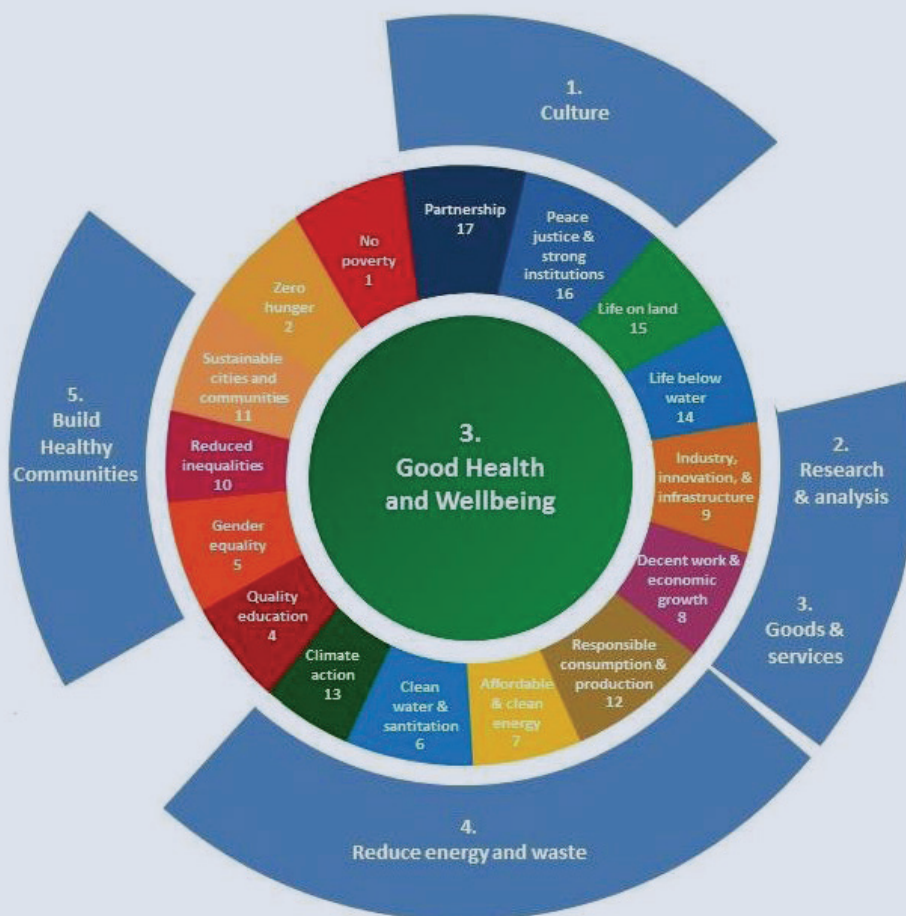 1.
Culture
Partnership
17
Peace
justice &
strong
institutions
16
Life on land
15
Life below
water
14
Industry,
innovation, &
infrastructure
9
Decent work &
economic
growth
8
Responsible
consumption &
production
12
Affordable
& clean
energy
7
Clean
water &
santitation
6
Climate
action
13
Quality
education
4
Gender
equality
5
Reduced
inequalities
10
Sustainable
cities and
communities
11
Zero
hunger
2
No
poverty
1
3.
Good Health
and Wellbeing
2.
Research
& analysis
3.
Goods &
services
4.
Reduce energy and waste
5.
Build
Healthy
Communities